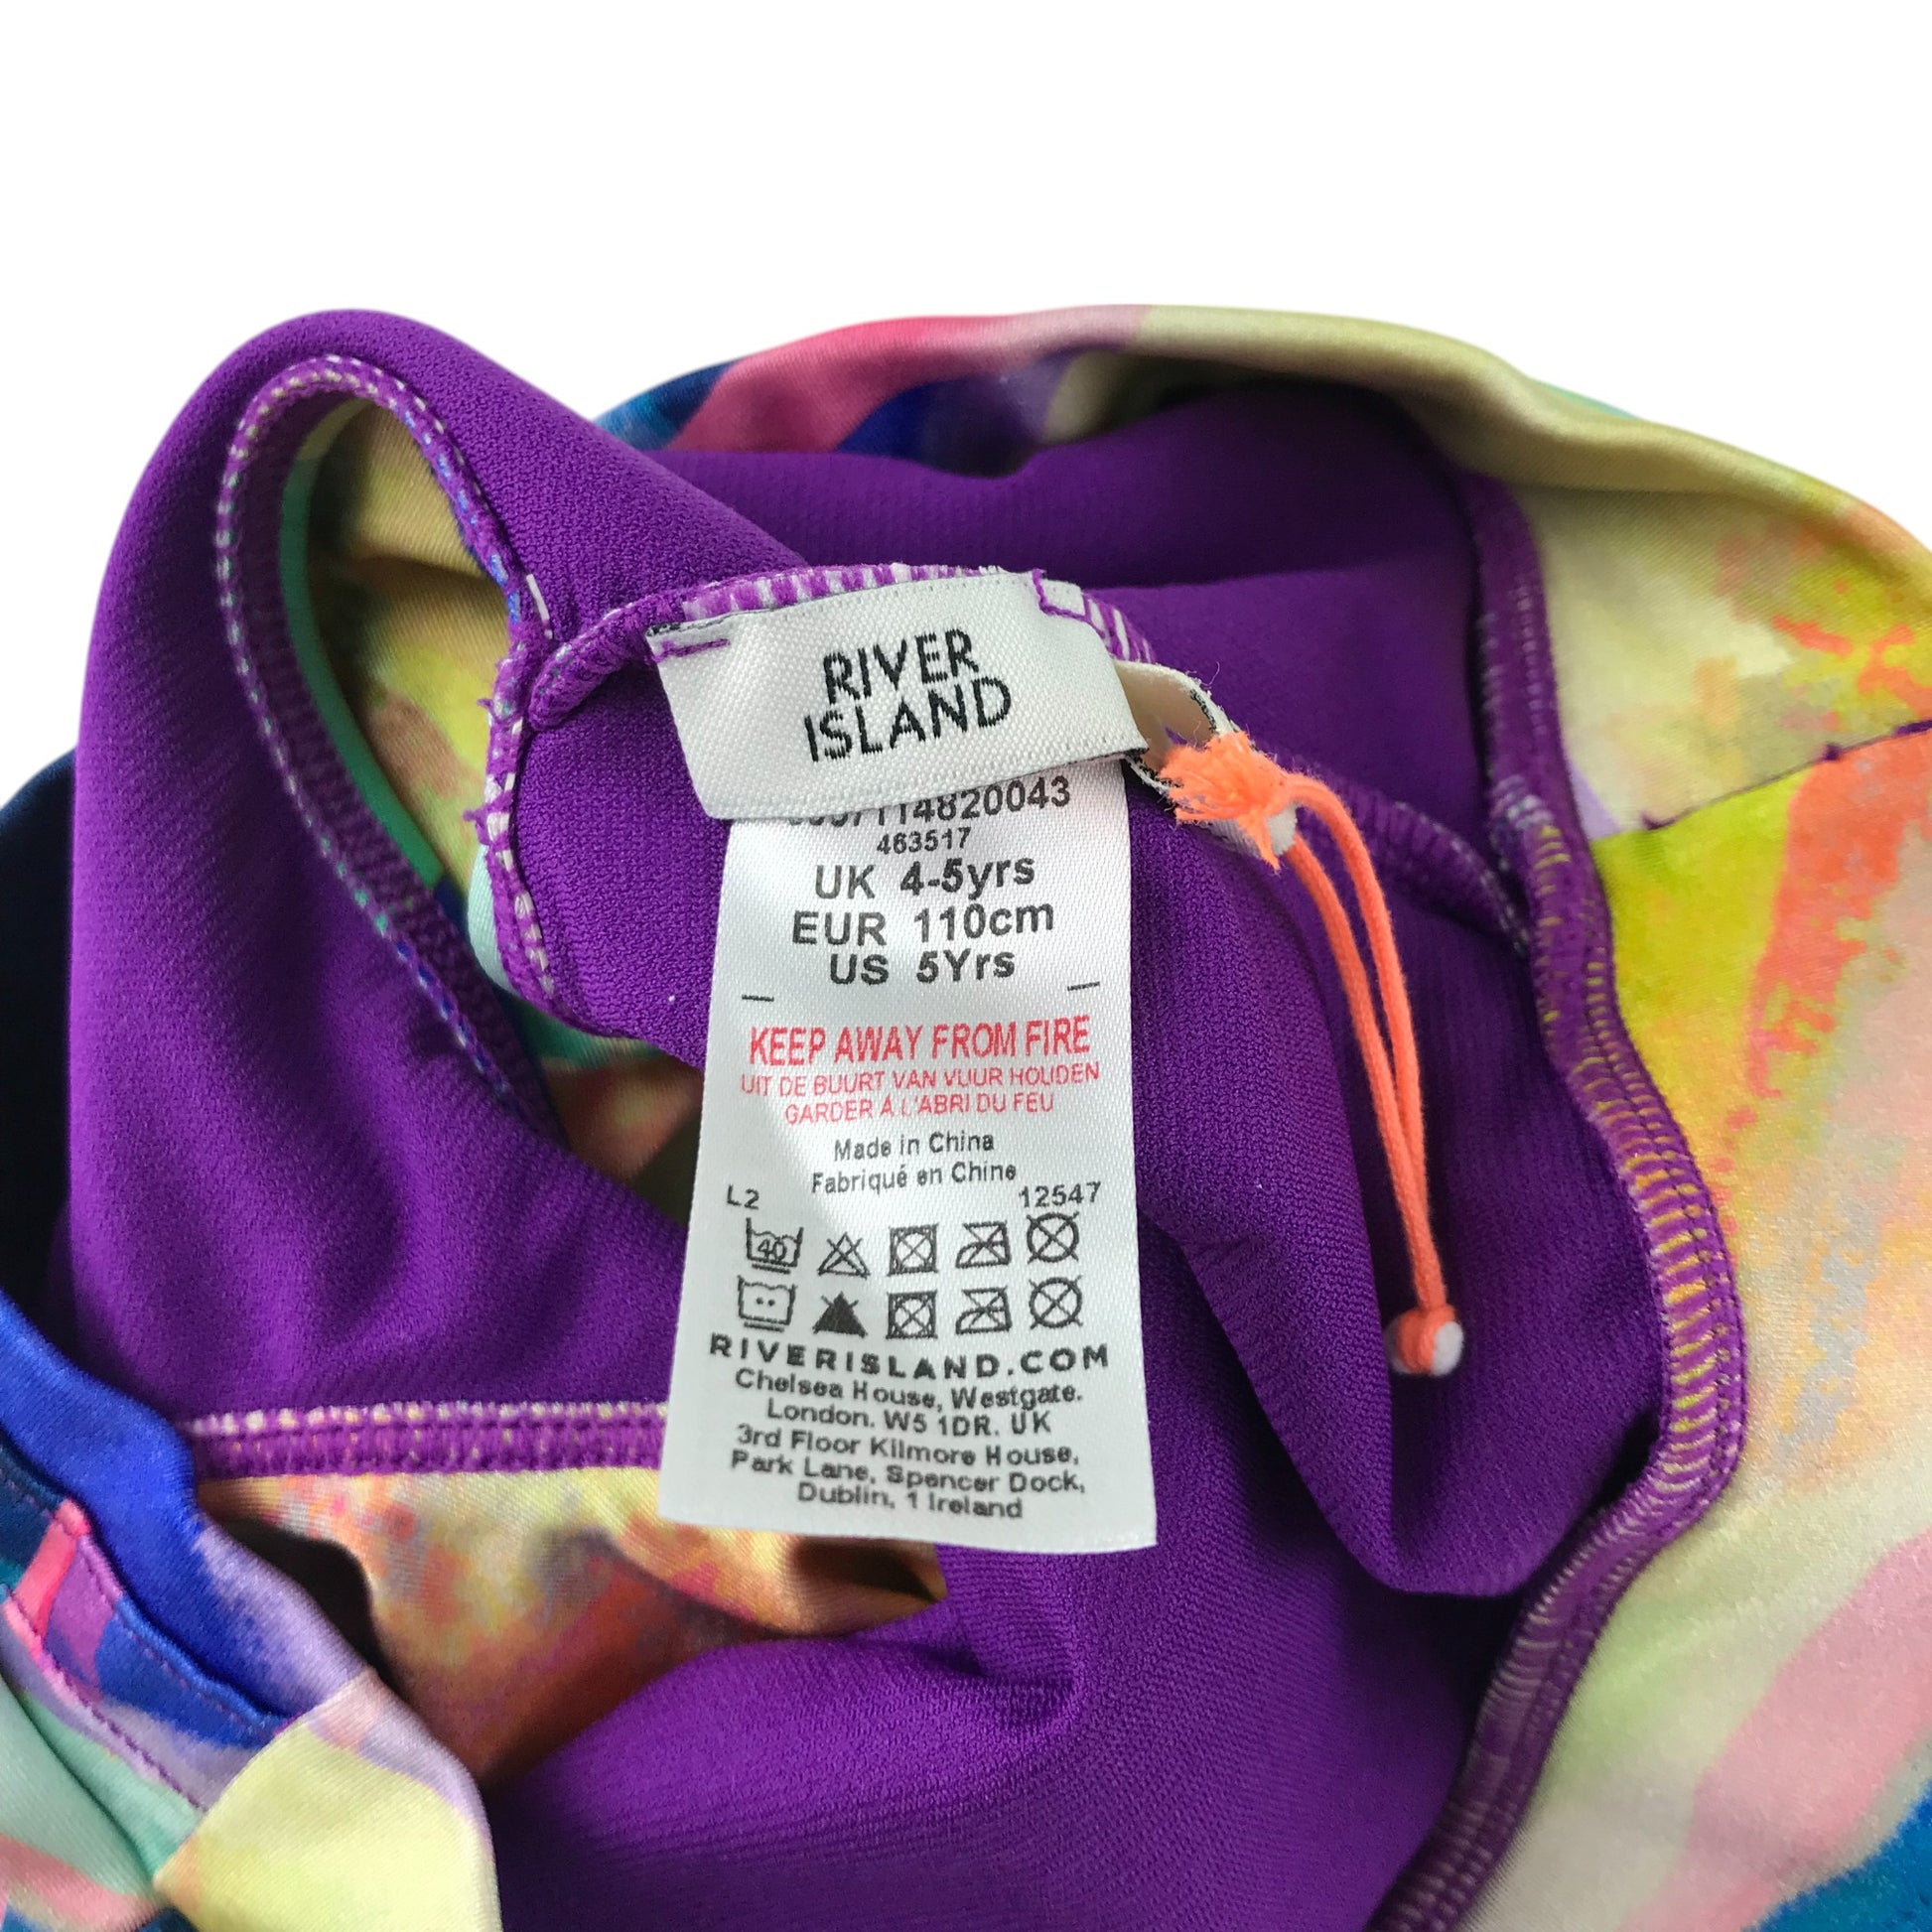 RIVER
ISLAND
114820043
463517
UK 4-5yrs
EUR 110cm
US 5Yrs
KEEP AWAY FROM FIRE
UIT DE BUURT VAN VUUR HOUDEN
GARDER À L'ABRI DU FEU
Made in China
Fabriqué en Chine
L2 12547
40
RIVERISLAND.COM
Chelsea House, Westgate.
London. W5 1DR. UK
3rd Floor Kilmore House,
Park Lane, Spencer Dock,
Dublin, 1 Ireland